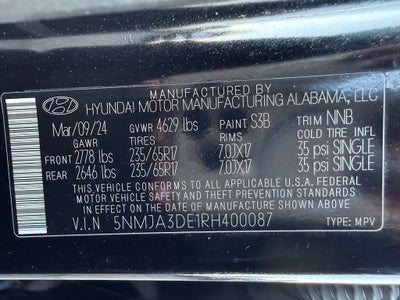 MANUFACTURED BY
HYUNDAI MOTOR MANUFACTURING ALABAMA, LLC
Mar/09/24 GVWR 4629 lbs PAINT S3B TRIM NNB
GAWR TIRES RIMS COLD TIRE INFL
FRONT 2778 lbs 235/65R17 7.0JX17 35 psi SINGLE
REAR 2646 lbs 235/65R17 7.0JX17 35 psi SINGLE
THIS VEHICLE CONFORMS TO ALL APPLICABLE U.S.A. FEDERAL
MOTOR VEHICLE SAFETY, BUMPER, & THEFT PREVENTION STANDARDS
IN EFFECT ON THE DATE OF MANUFACTURE SHOWN ABOVE.
V.I.N 5NMJA3DE1RH400087 TYPE: MPV